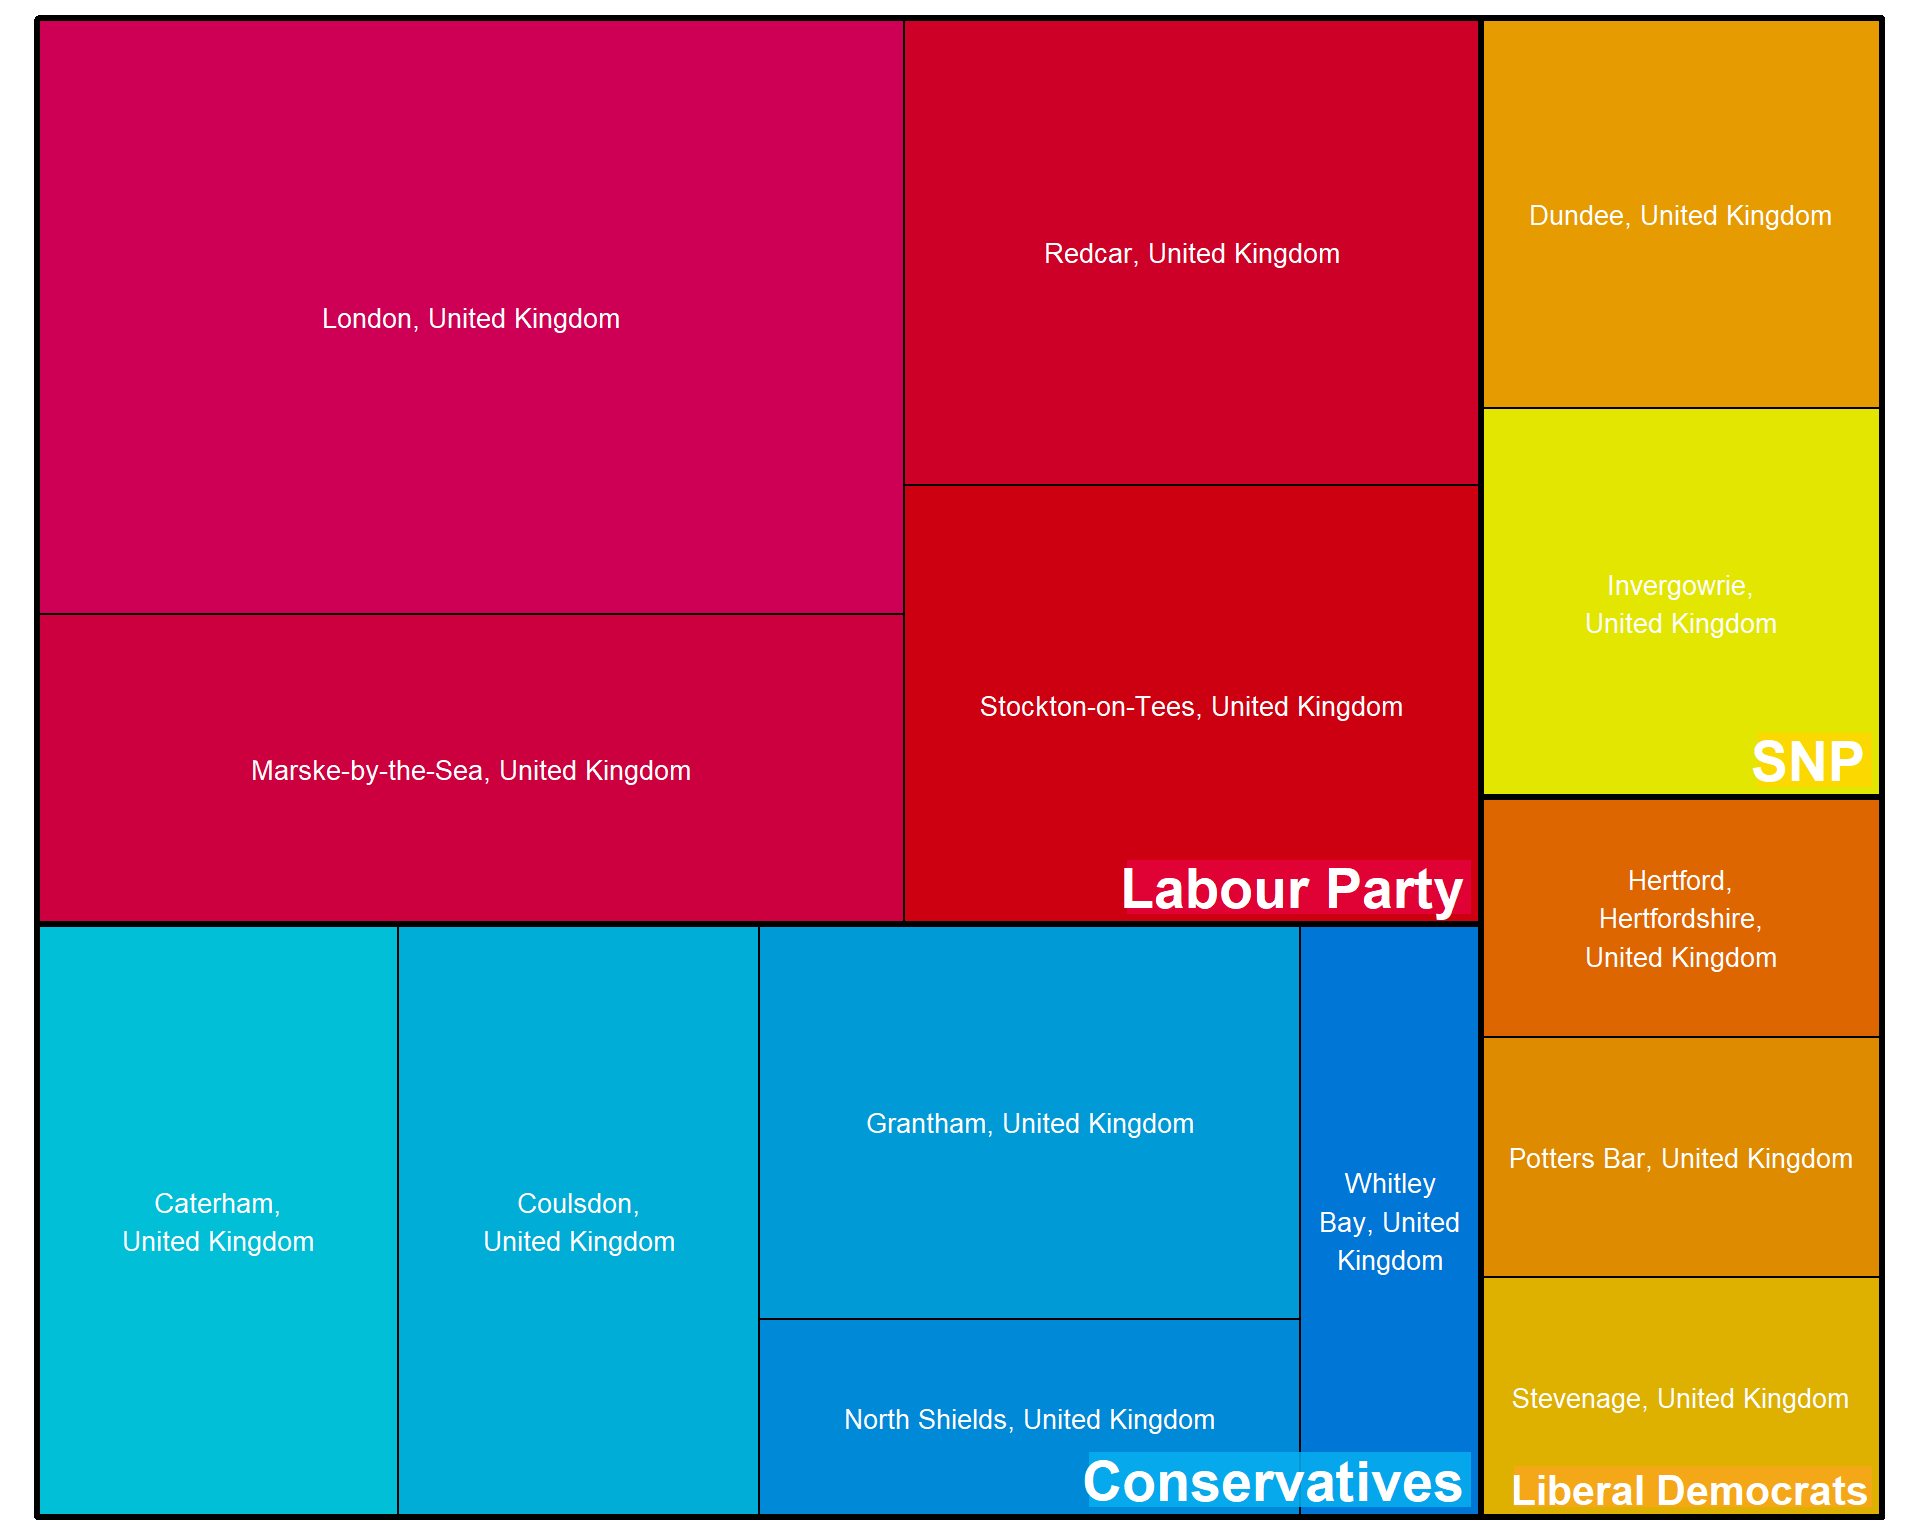 London, United Kingdom
Marske-by-the-Sea, United Kingdom
Redcar, United Kingdom
Stockton-on-Tees, United Kingdom
Labour Party
Dundee, United Kingdom
Invergowrie,
United Kingdom
SNP
Caterham,
United Kingdom
Coulsdon,
United Kingdom
Grantham, United Kingdom
North Shields, United Kingdom
Whitley
Bay, United
Kingdom
Conservatives
Hertford,
Hertfordshire,
United Kingdom
Potters Bar, United Kingdom
Stevenage, United Kingdom
Liberal Democrats